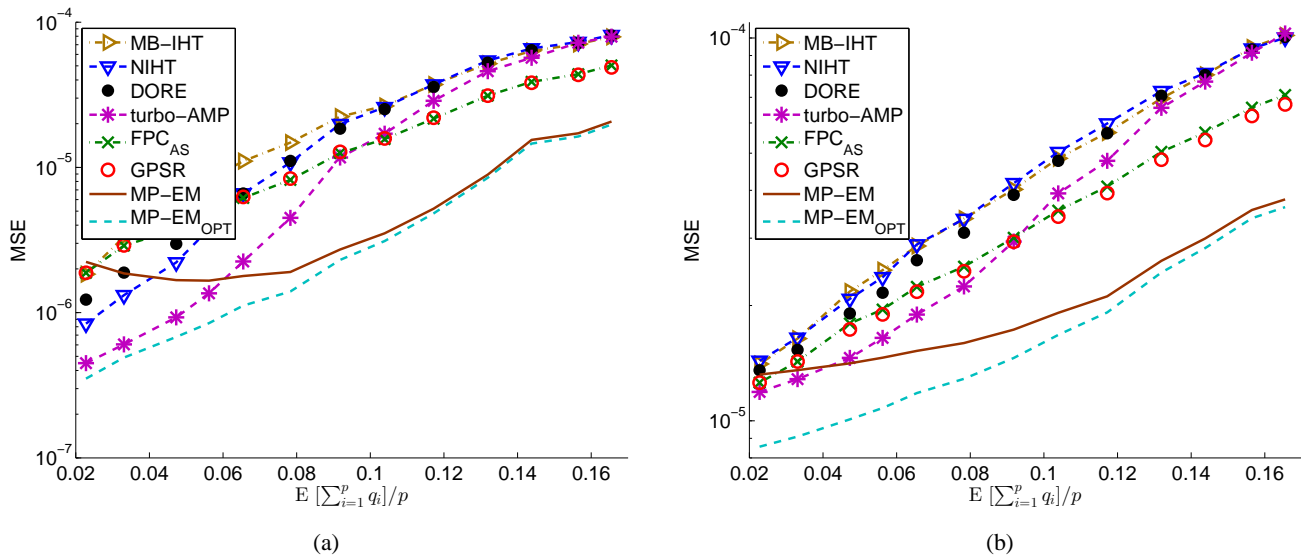 10⁻⁴
10⁻⁵
10⁻⁶
10⁻⁷
MSE
MB−IHT
NIHT
DORE
turbo−AMP
FPC_AS
GPSR
MP−EM
MP−EM_OPT
0.02 0.04 0.06 0.08 0.1 0.12 0.14 0.16
E [∑_{i=1}^{p} q_i]/p
(a)
10⁻⁴
10⁻⁵
MSE
MB−IHT
NIHT
DORE
turbo−AMP
FPC_AS
GPSR
MP−EM
MP−EM_OPT
0.02 0.04 0.06 0.08 0.1 0.12 0.14 0.16
E [∑_{i=1}^{p} q_i]/p
(b)